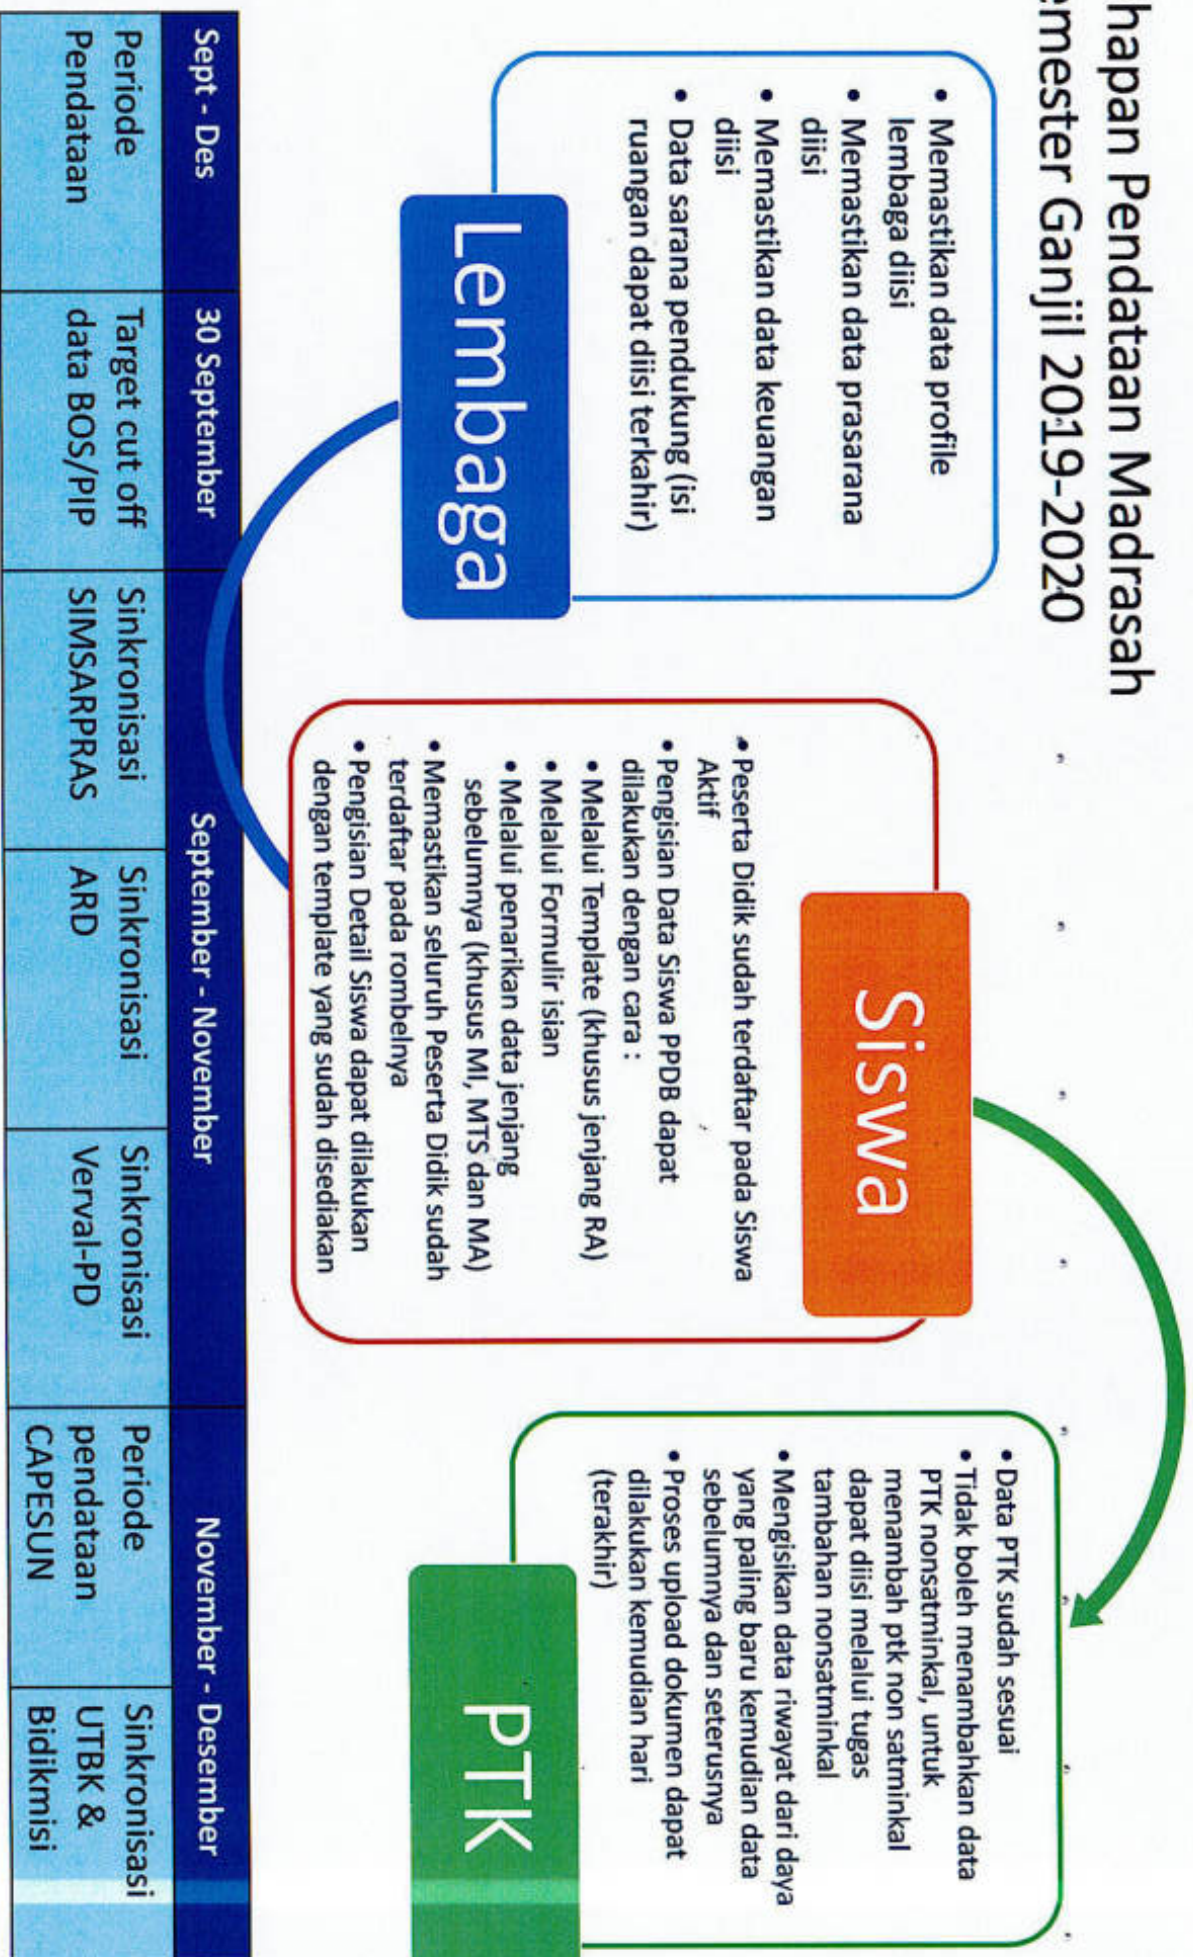 hapan Pendataan Madrasah
emester Ganjil 2019-2020
• Memastikan data profile
lembaga diisi
• Memastikan data prasarana
diisi
• Memastikan data keuangan
diisi
• Data sarana pendukung (isi
ruangan dapat diisi terkahir)
Lembaga
Siswa
• Peserta Didik sudah terdaftar pada Siswa
Aktif
• Pengisian Data Siswa PPDB dapat
dilakukan dengan cara :
• Melalui Template (khusus jenjang RA)
• Melalui Formulir isian
• Melalui penarikan data jenjang
sebelumnya (khusus MI, MTS dan MA)
• Memastikan seluruh Peserta Didik sudah
terdaftar pada rombelnya
• Pengisian Detail Siswa dapat dilakukan
dengan template yang sudah disediakan
• Data PTK sudah sesuai
• Tidak boleh menambahkan data
PTK nonsatminkal, untuk
menambah ptk non satminkal
dapat diisi melalui tugas
tambahan nonsatminkal
• Mengisikan data riwayat dari daya
yang paling baru kemudian data
sebelumnya dan seterusnya
• Proses upload dokumen dapat
dilakukan kemudian hari
(terakhir)
PTK
Sept - Des
30 September
September - November
November - Desember
Periode
Pendataan
Target cut off
data BOS/PIP
Sinkronisasi
SIMSARPRAS
Sinkronisasi
ARD
Sinkronisasi
Verval-PD
Periode
pendataan
CAPESUN
Sinkronisasi
UTBK &
Bidikmisi